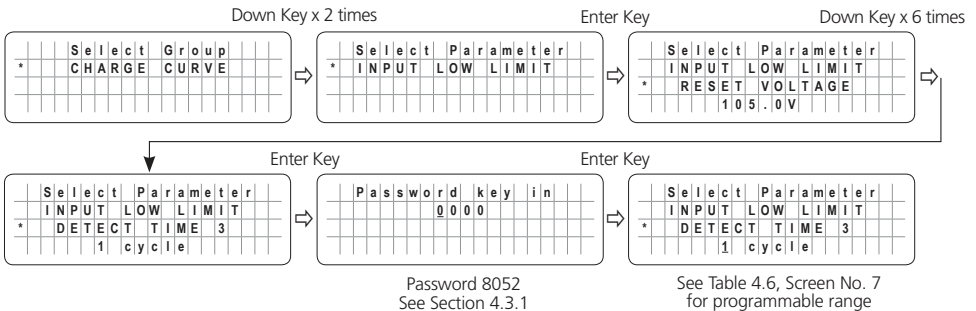 Down Key x 2 times
Enter Key
Down Key x 6 times
Select Group
* CHARGE CURVE
Select Parameter
* INPUT LOW LIMIT
Select Parameter
INPUT LOW LIMIT
* RESET VOLTAGE
105.0V
Enter Key
Enter Key
Select Parameter
INPUT LOW LIMIT
* DETECT TIME 3
1 cycle
Password key in
0000
Select Parameter
INPUT LOW LIMIT
* DETECT TIME 3
1 cycle
Password 8052
See Section 4.3.1
See Table 4.6, Screen No. 7
for programmable range